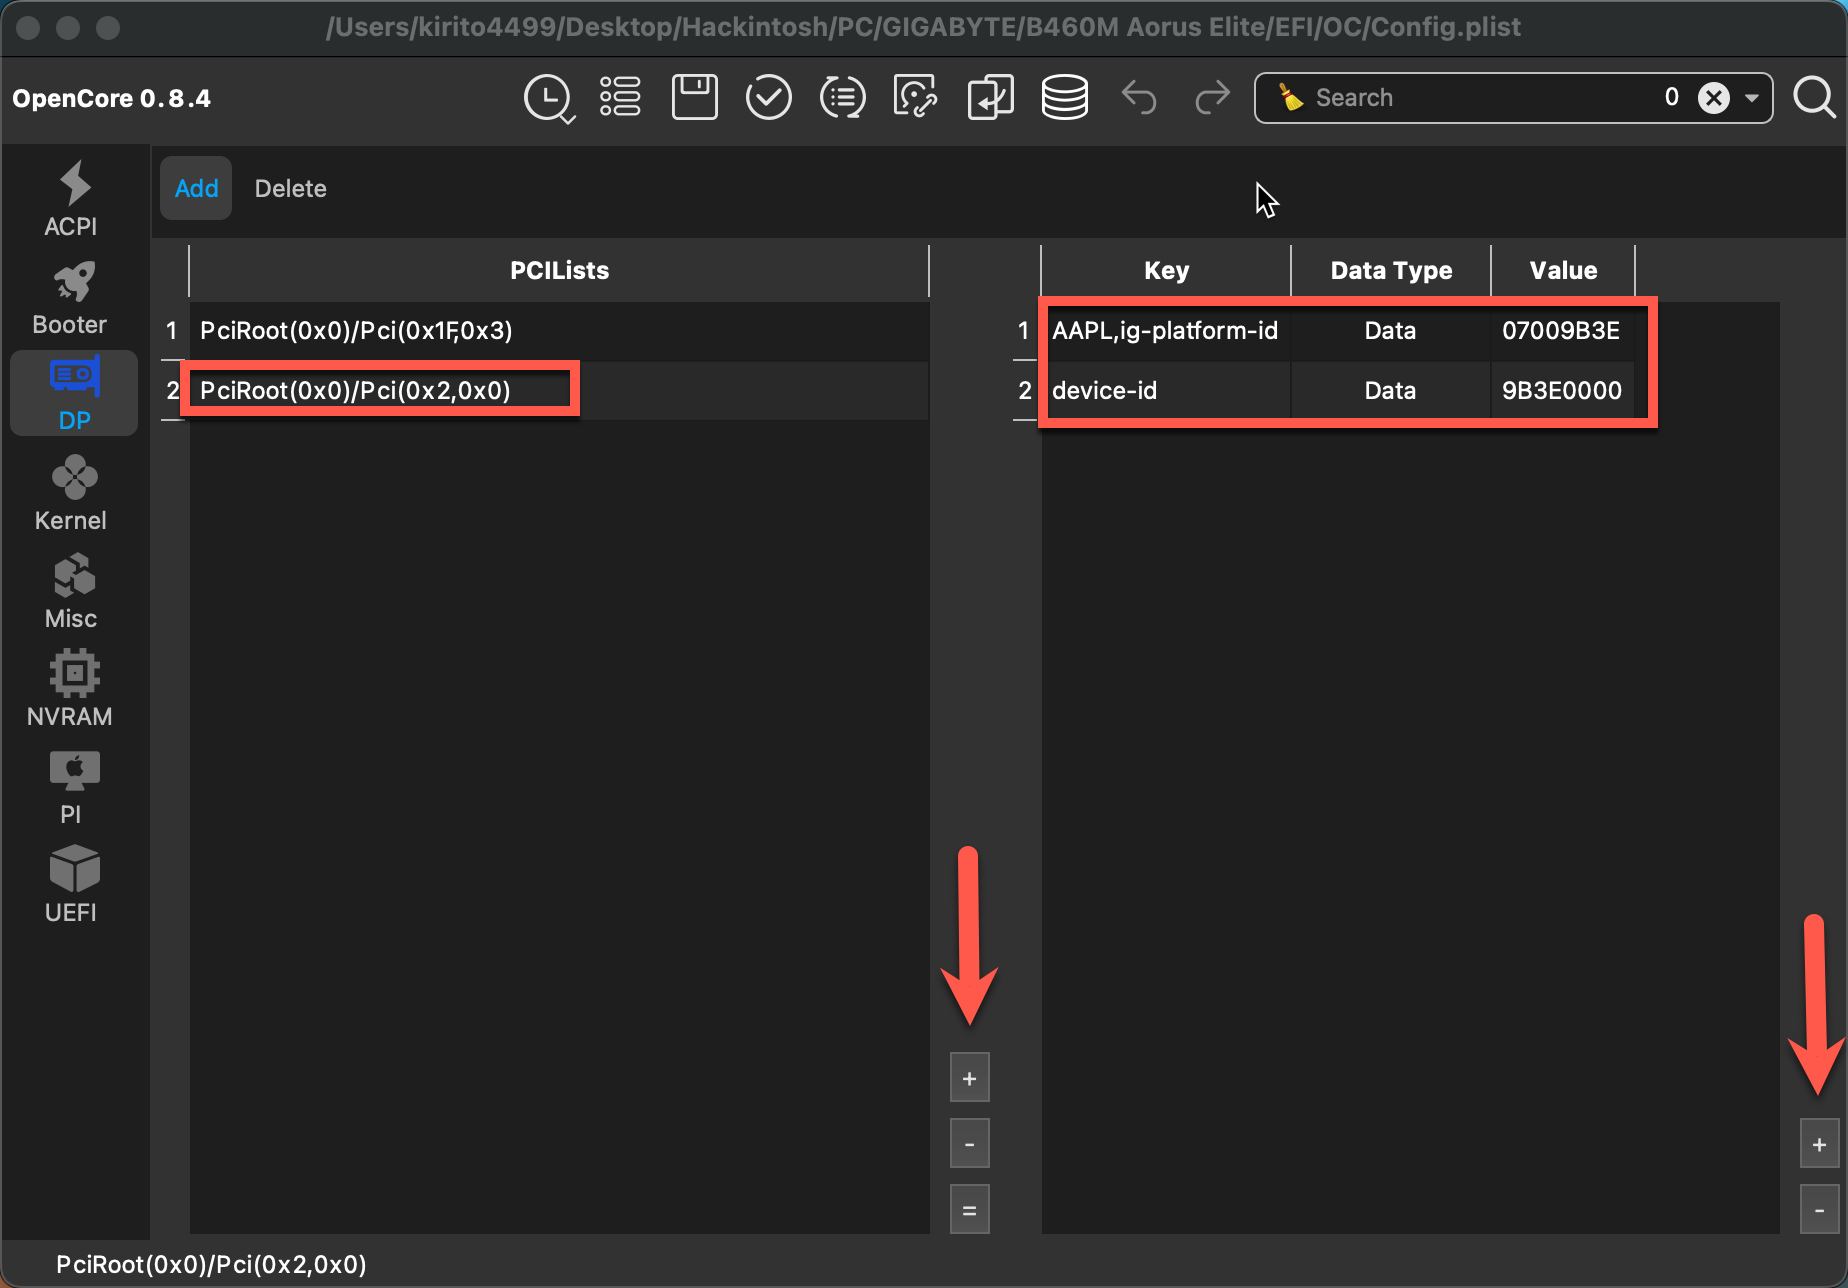 /Users/kirito4499/Desktop/Hackintosh/PC/GIGABYTE/B460M Aorus Elite/EFI/OC/Config.plist
OpenCore 0.8.4
Search 0
ACPI
Booter
DP
Kernel
Misc
NVRAM
PI
UEFI
Add Delete
PCILists
1 PciRoot(0x0)/Pci(0x1F,0x3)
2 PciRoot(0x0)/Pci(0x2,0x0)
+
-
=
Key Data Type Value
1 AAPL,ig-platform-id Data 07009B3E
2 device-id Data 9B3E0000
+
-
PciRoot(0x0)/Pci(0x2,0x0)